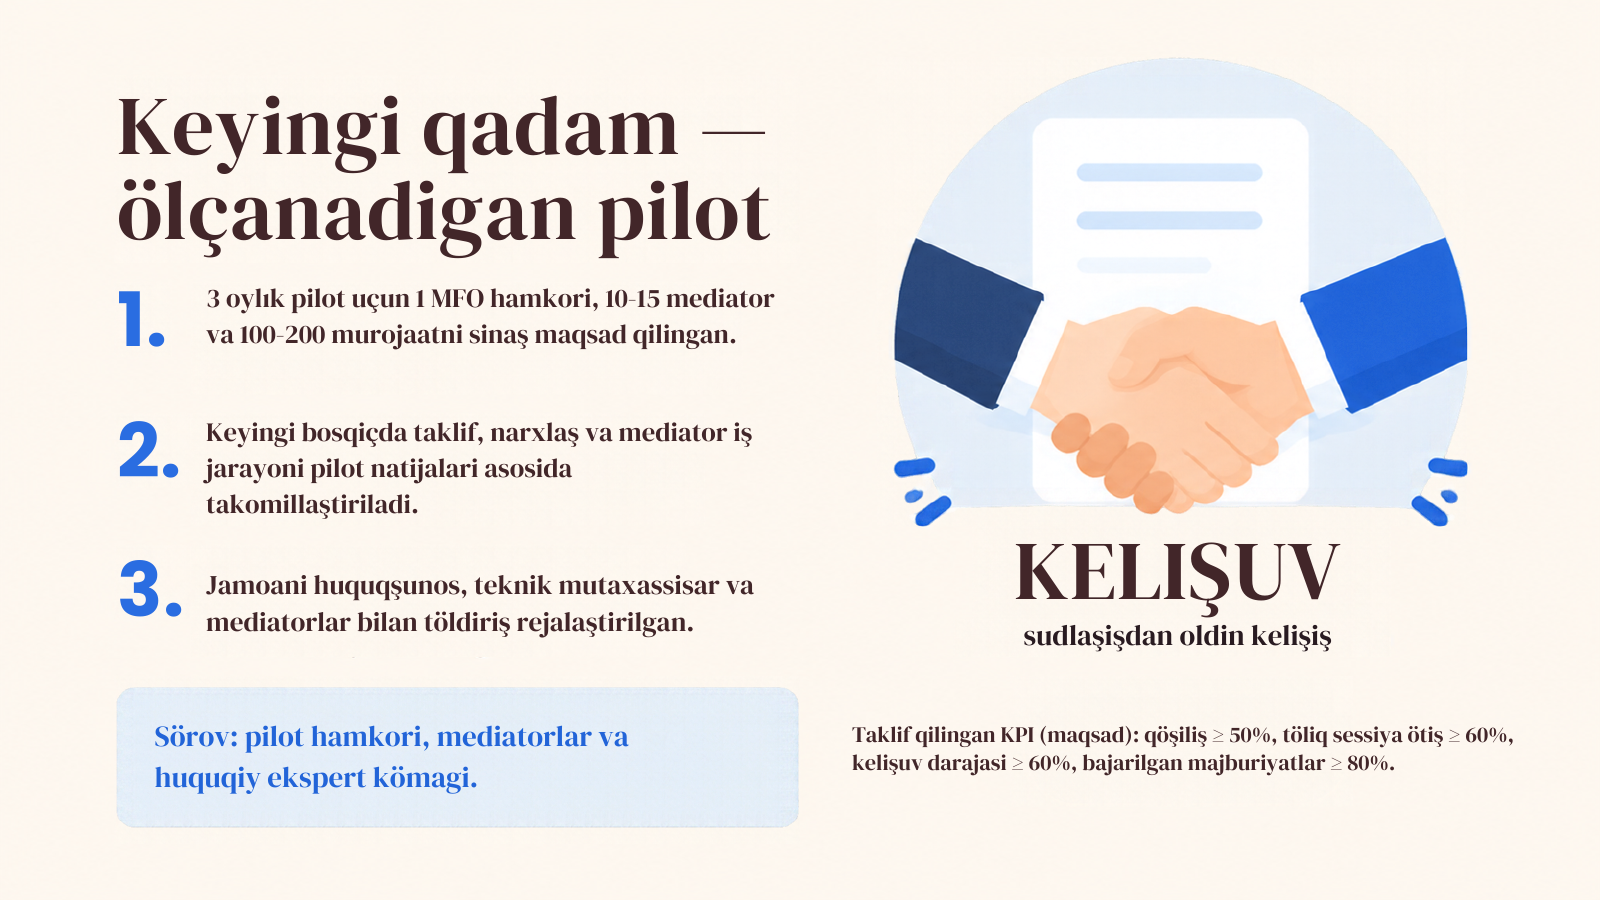 Keyingi qadam —
ölçanadigan pilot
1.
3 oylık pilot uçun 1 MFO hamkori, 10-15 mediator
va 100-200 murojaatni sinaş maqsad qilingan.
2.
Keyingi bosqiçda taklif, narxlaş va mediator iş
jarayoni pilot natijalari asosida
takomillaştiriladi.
3.
Jamoani huquqşunos, teknik mutaxassisar va
mediatorlar bilan töldiriş rejalaştirilgan.
Sörov: pilot hamkori, mediatorlar va
huquqiy ekspert kömagi.
KELIŞUV
sudlaşişdan oldin kelişiş
Taklif qilingan KPI (maqsad): qöşiliş ≥ 50%, töliq sessiya ötiş ≥ 60%,
kelişuv darajasi ≥ 60%, bajarilgan majburiyatlar ≥ 80%.